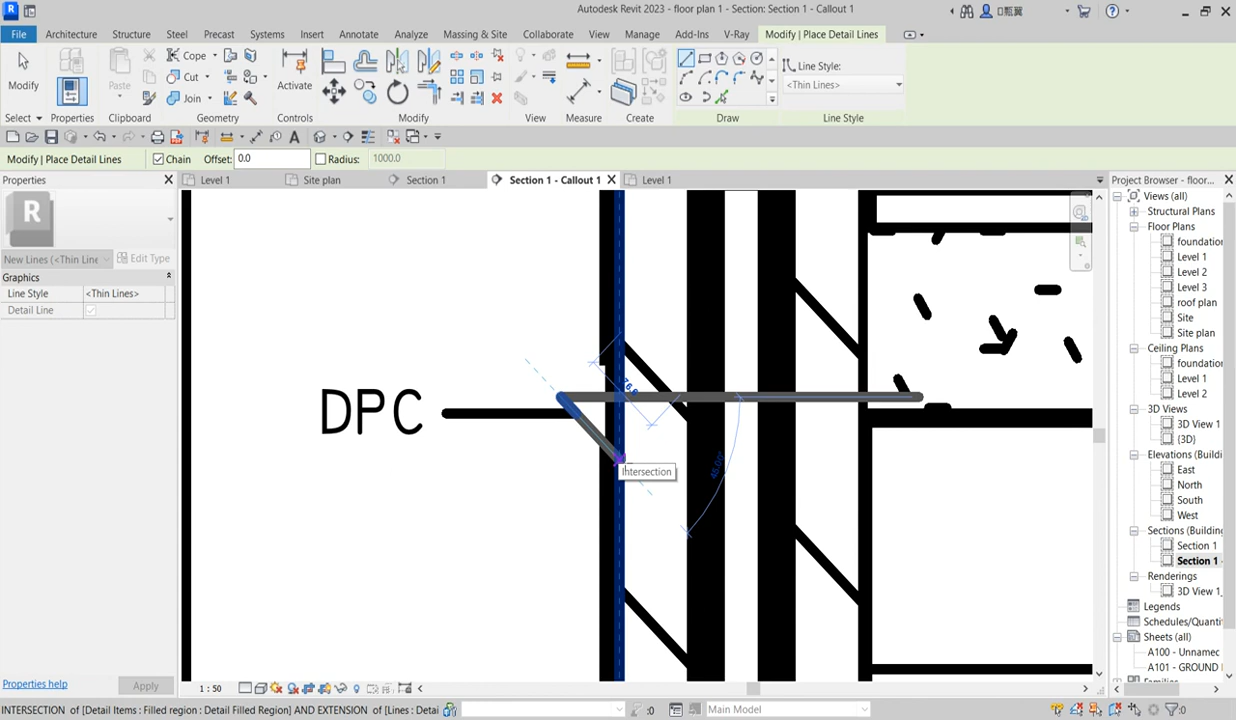 Autodesk Revit 2023 - floor plan 1 - Section: Section 1 - Callout 1
File Architecture Structure Steel Precast Systems Insert Annotate Analyze Massing & Site Collaborate View Manage Add-Ins V-Ray Modify | Place Detail Lines
Modify
Paste
Cope
Cut
Join
Activate
Line Style:
<Thin Lines>
Select Properties Clipboard Geometry Controls Modify View Measure Create Draw Line Style
Modify | Place Detail Lines Chain Offset: 0.0 Radius: 1000.0
Properties
Level 1 Site plan Section 1 Section 1 - Callout 1 Level 1
Project Browser - floor...
New Lines (<Thin Line Edit Type
Graphics
Line Style <Thin Lines>
Detail Line
DPC
Intersection
Views (all)
Structural Plans
Floor Plans
foundation
Level 1
Level 2
Level 3
roof plan
Site
Site plan
Ceiling Plans
foundation
Level 1
Level 2
3D Views
3D View 1
(3D)
Elevations (Buildin
East
North
South
West
Sections (Building
Section 1
Section 1 -
Renderings
3D View 1_
Legends
Schedules/Quanti
Sheets (all)
A100 - Unnamec
A101 - GROUND
Families
Properties help Apply
1 : 50
INTERSECTION of [Detail Items : Filled region : Detail Filled Region] AND EXTENSION of [Lines : Detai :0 Main Model :0